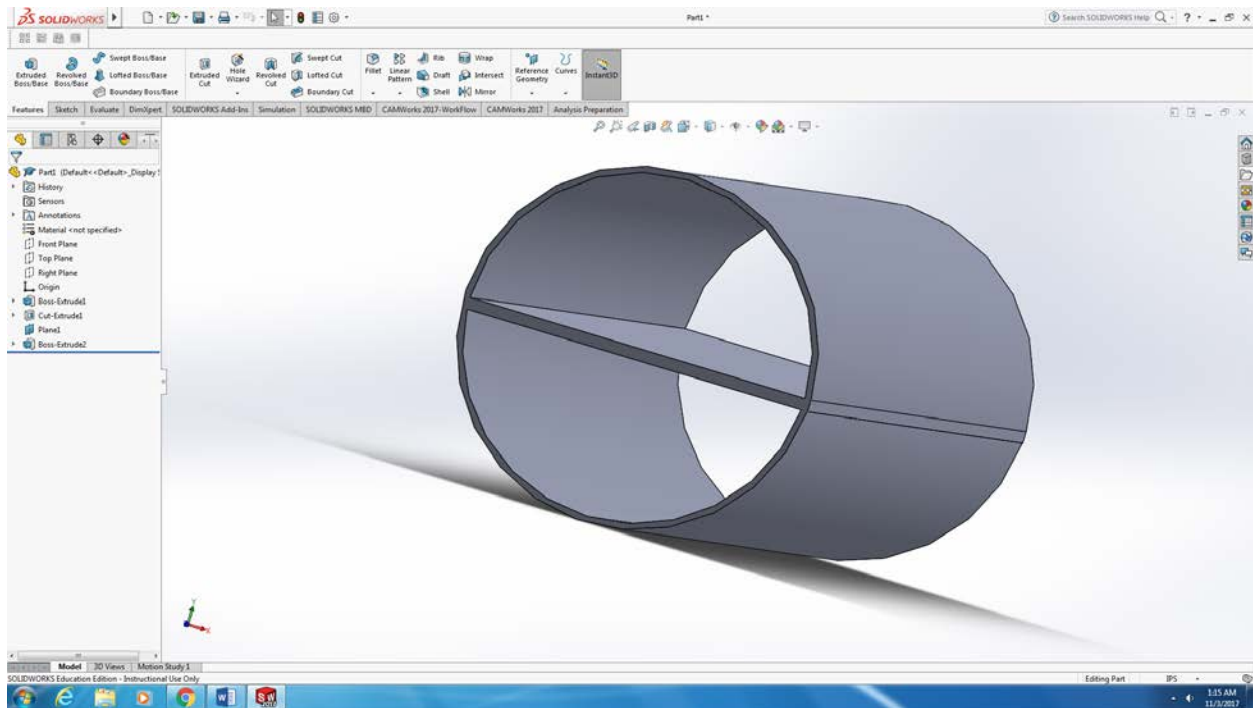 SOLIDWORKS
Part1 *
Search SOLIDWORKS Help
Extruded Boss/Base
Revolved Boss/Base
Swept Boss/Base
Lofted Boss/Base
Boundary Boss/Base
Extruded Cut
Hole Wizard
Revolved Cut
Swept Cut
Lofted Cut
Boundary Cut
Fillet
Linear Pattern
Rib
Draft
Shell
Wrap
Intersect
Mirror
Reference Geometry
Curves
Instant3D
Features Sketch Evaluate DimXpert SOLIDWORKS Add-Ins Simulation SOLIDWORKS MBD CAMWorks 2017-WorkFlow CAMWorks 2017 Analysis Preparation
Part1 (Default<<Default>_Display
History
Sensors
Annotations
Material <not specified>
Front Plane
Top Plane
Right Plane
Origin
Boss-Extrude1
Cut-Extrude1
Plane1
Boss-Extrude2
Y
X
Model 3D Views Motion Study 1
SOLIDWORKS Education Edition - Instructional Use Only
Editing Part IPS
1:15 AM
11/3/2017